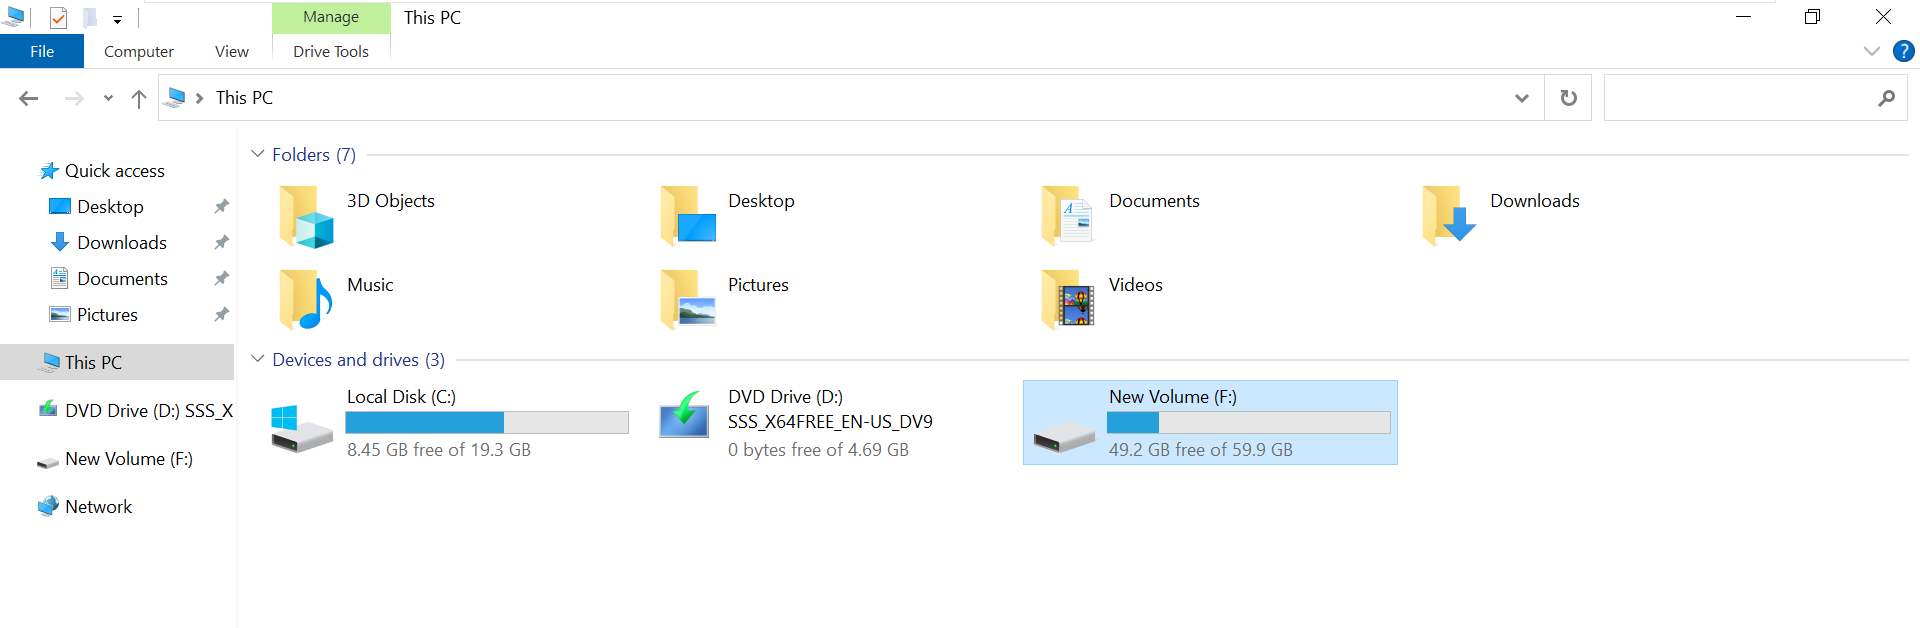 Manage
This PC
File
Computer
View
Drive Tools
?
This PC
Quick access
Desktop
Downloads
Documents
Pictures
This PC
DVD Drive (D:) SSS_X
New Volume (F:)
Network
Folders (7)
3D Objects
Desktop
Documents
Downloads
Music
Pictures
Videos
Devices and drives (3)
Local Disk (C:)
8.45 GB free of 19.3 GB
DVD Drive (D:)
SSS_X64FREE_EN-US_DV9
0 bytes free of 4.69 GB
New Volume (F:)
49.2 GB free of 59.9 GB